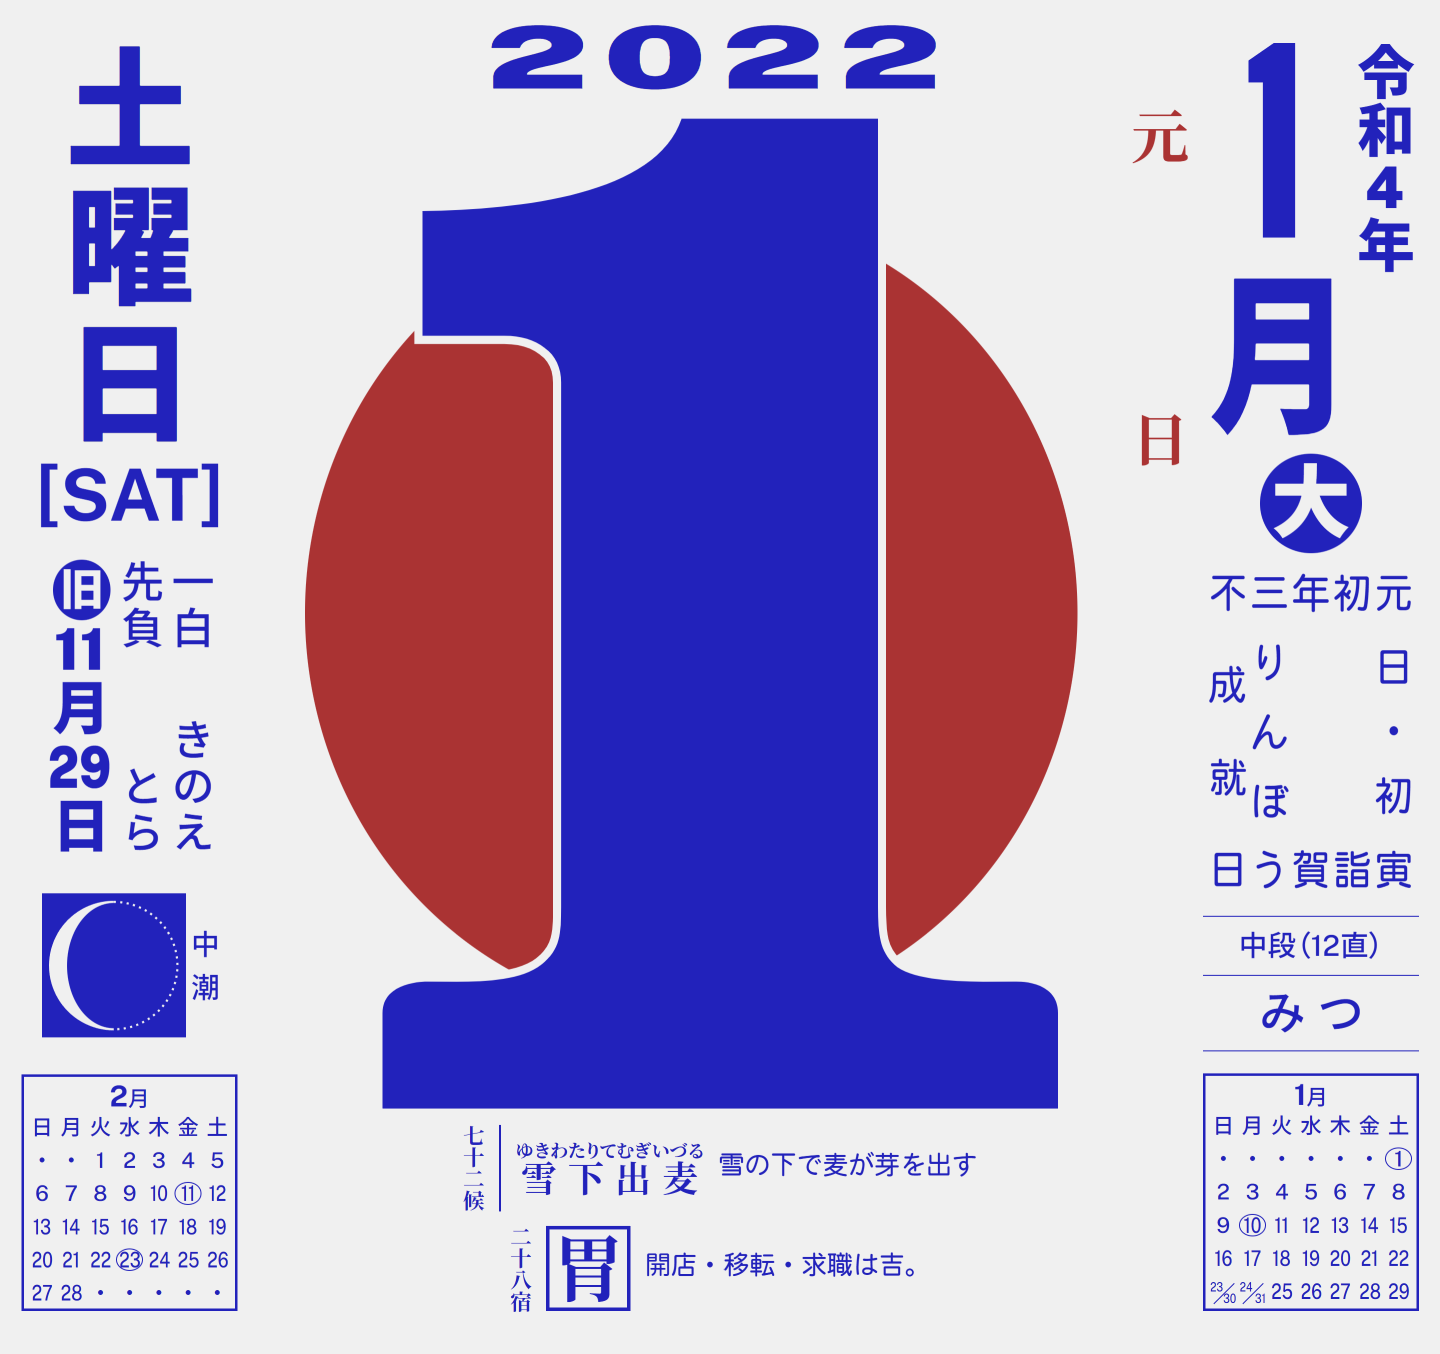 2022
令和4年
1月
大
元日
1
土曜日
[SAT]
一白 きのえ
先負 とら
旧11月29日
中潮
元日・初寅
初詣
年賀
三りんぼう
不成就日
中段(12直)
みつ
七十二候
ゆきわたりてむぎいづる
雪下出麦
雪の下で麦が芽を出す
二十八宿
胃
開店・移転・求職は吉。
2月
日 月 火 水 木 金 土
・ ・ 1 2 3 4 5
6 7 8 9 10 11 12
13 14 15 16 17 18 19
20 21 22 23 24 25 26
27 28 ・ ・ ・ ・ ・
1月
日 月 火 水 木 金 土
・ ・ ・ ・ ・ ・ 1
2 3 4 5 6 7 8
9 10 11 12 13 14 15
16 17 18 19 20 21 22
23/30 24/31 25 26 27 28 29